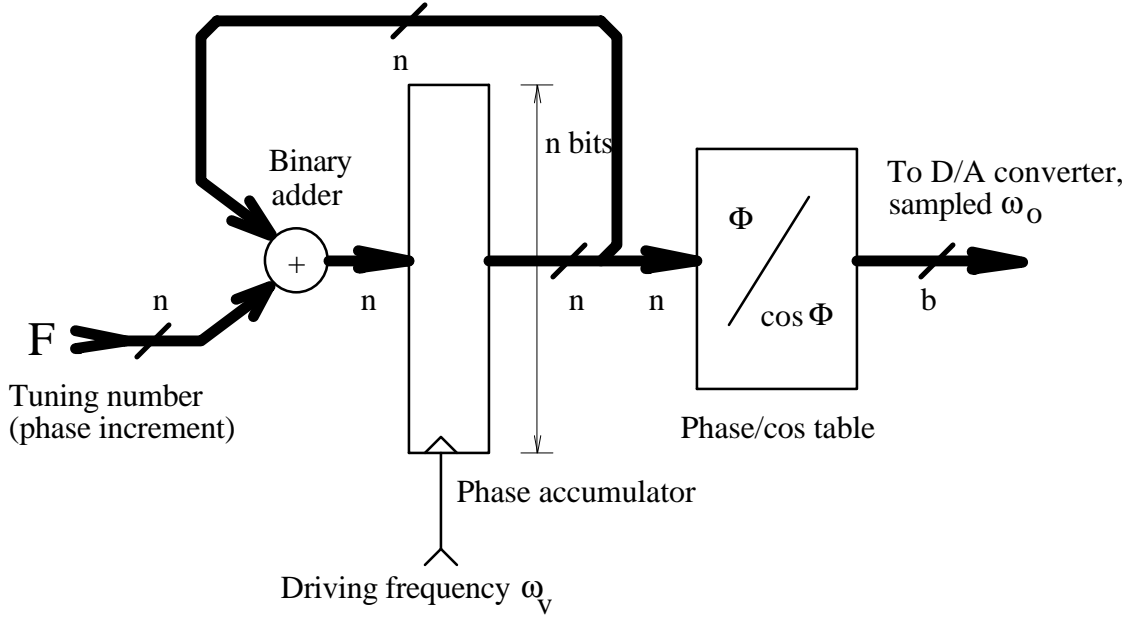 n
n bits
Binary
adder
To D/A converter,
sampled ωo
Φ
+
n
n
n
n
b
cos Φ
F
Tuning number
(phase increment)
Phase/cos table
Phase accumulator
Driving frequency ωv